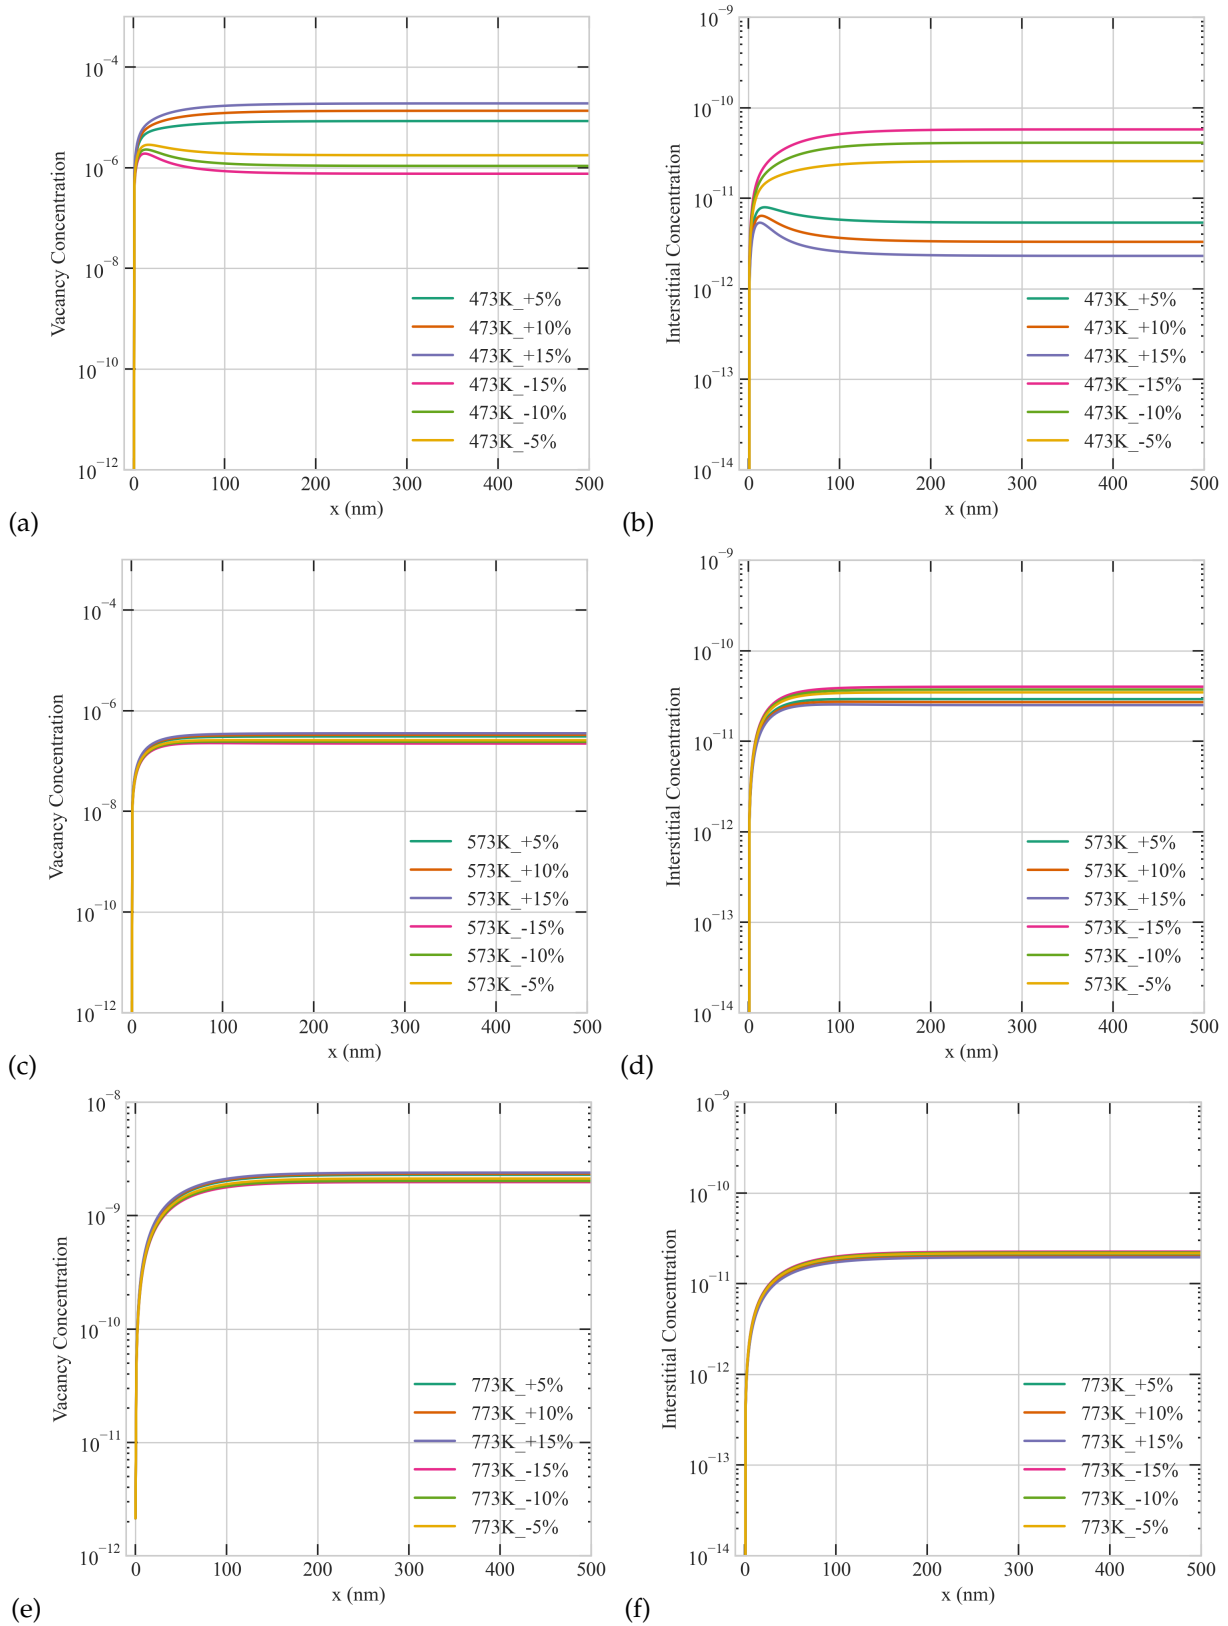 10⁻⁴
10⁻⁶
10⁻⁸
10⁻¹⁰
10⁻¹²
Vacancy Concentration
473K_+5%
473K_+10%
473K_+15%
473K_-15%
473K_-10%
473K_-5%
0 100 200 300 400 500
x (nm)
(a)
10⁻⁹
10⁻¹⁰
10⁻¹¹
10⁻¹²
10⁻¹³
10⁻¹⁴
Interstitial Concentration
473K_+5%
473K_+10%
473K_+15%
473K_-15%
473K_-10%
473K_-5%
0 100 200 300 400 500
x (nm)
(b)
10⁻⁴
10⁻⁶
10⁻⁸
10⁻¹⁰
10⁻¹²
Vacancy Concentration
573K_+5%
573K_+10%
573K_+15%
573K_-15%
573K_-10%
573K_-5%
0 100 200 300 400 500
x (nm)
(c)
10⁻⁹
10⁻¹⁰
10⁻¹¹
10⁻¹²
10⁻¹³
10⁻¹⁴
Interstitial Concentration
573K_+5%
573K_+10%
573K_+15%
573K_-15%
573K_-10%
573K_-5%
0 100 200 300 400 500
x (nm)
(d)
10⁻⁸
10⁻⁹
10⁻¹⁰
10⁻¹¹
10⁻¹²
Vacancy Concentration
773K_+5%
773K_+10%
773K_+15%
773K_-15%
773K_-10%
773K_-5%
0 100 200 300 400 500
x (nm)
(e)
10⁻⁹
10⁻¹⁰
10⁻¹¹
10⁻¹²
10⁻¹³
10⁻¹⁴
Interstitial Concentration
773K_+5%
773K_+10%
773K_+15%
773K_-15%
773K_-10%
773K_-5%
0 100 200 300 400 500
x (nm)
(f)